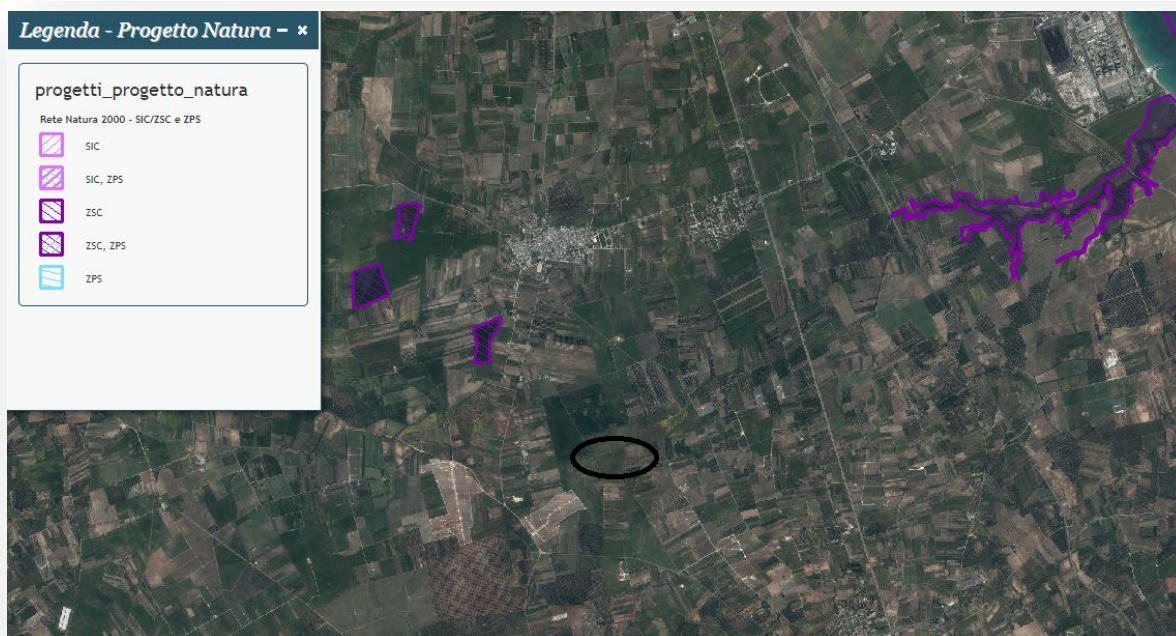 Legenda - Progetto Natura
progetti_progetto_natura
Rete Natura 2000 - SIC/ZSC e ZPS
SIC
SIC, ZPS
ZSC
ZSC, ZPS
ZPS